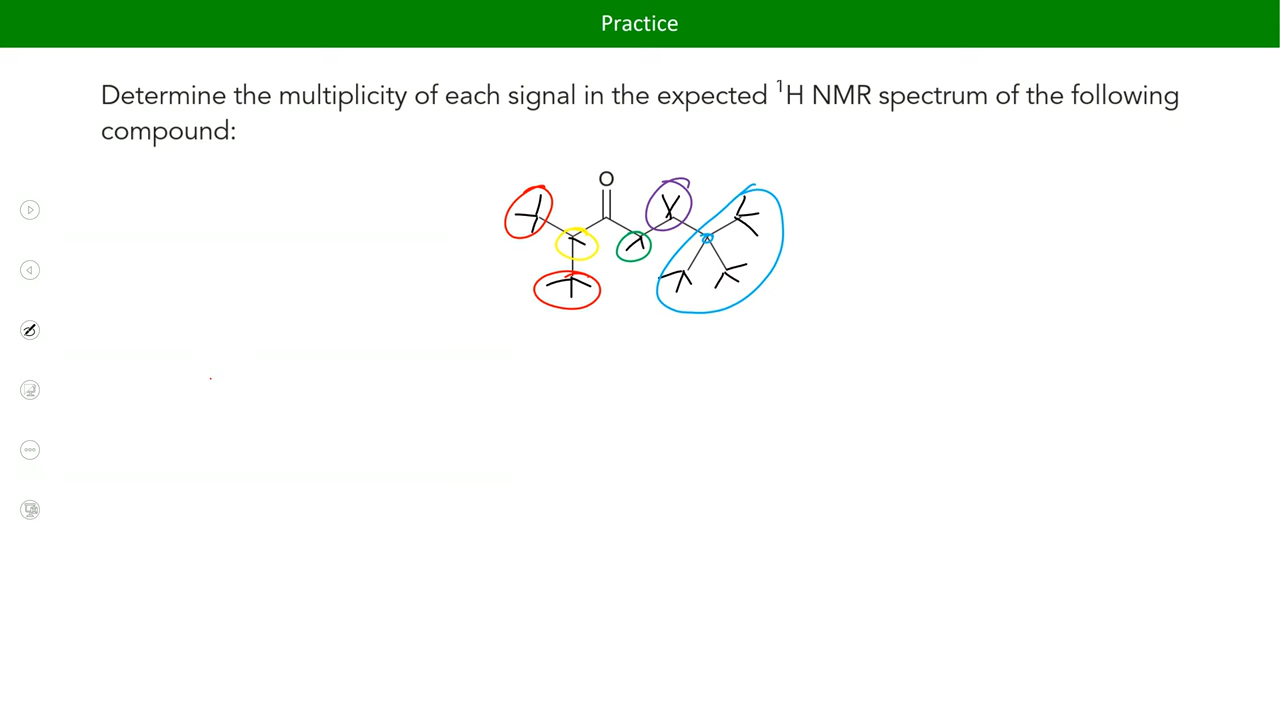 Practice
Determine the multiplicity of each signal in the expected ¹H NMR spectrum of the following
compound:
O